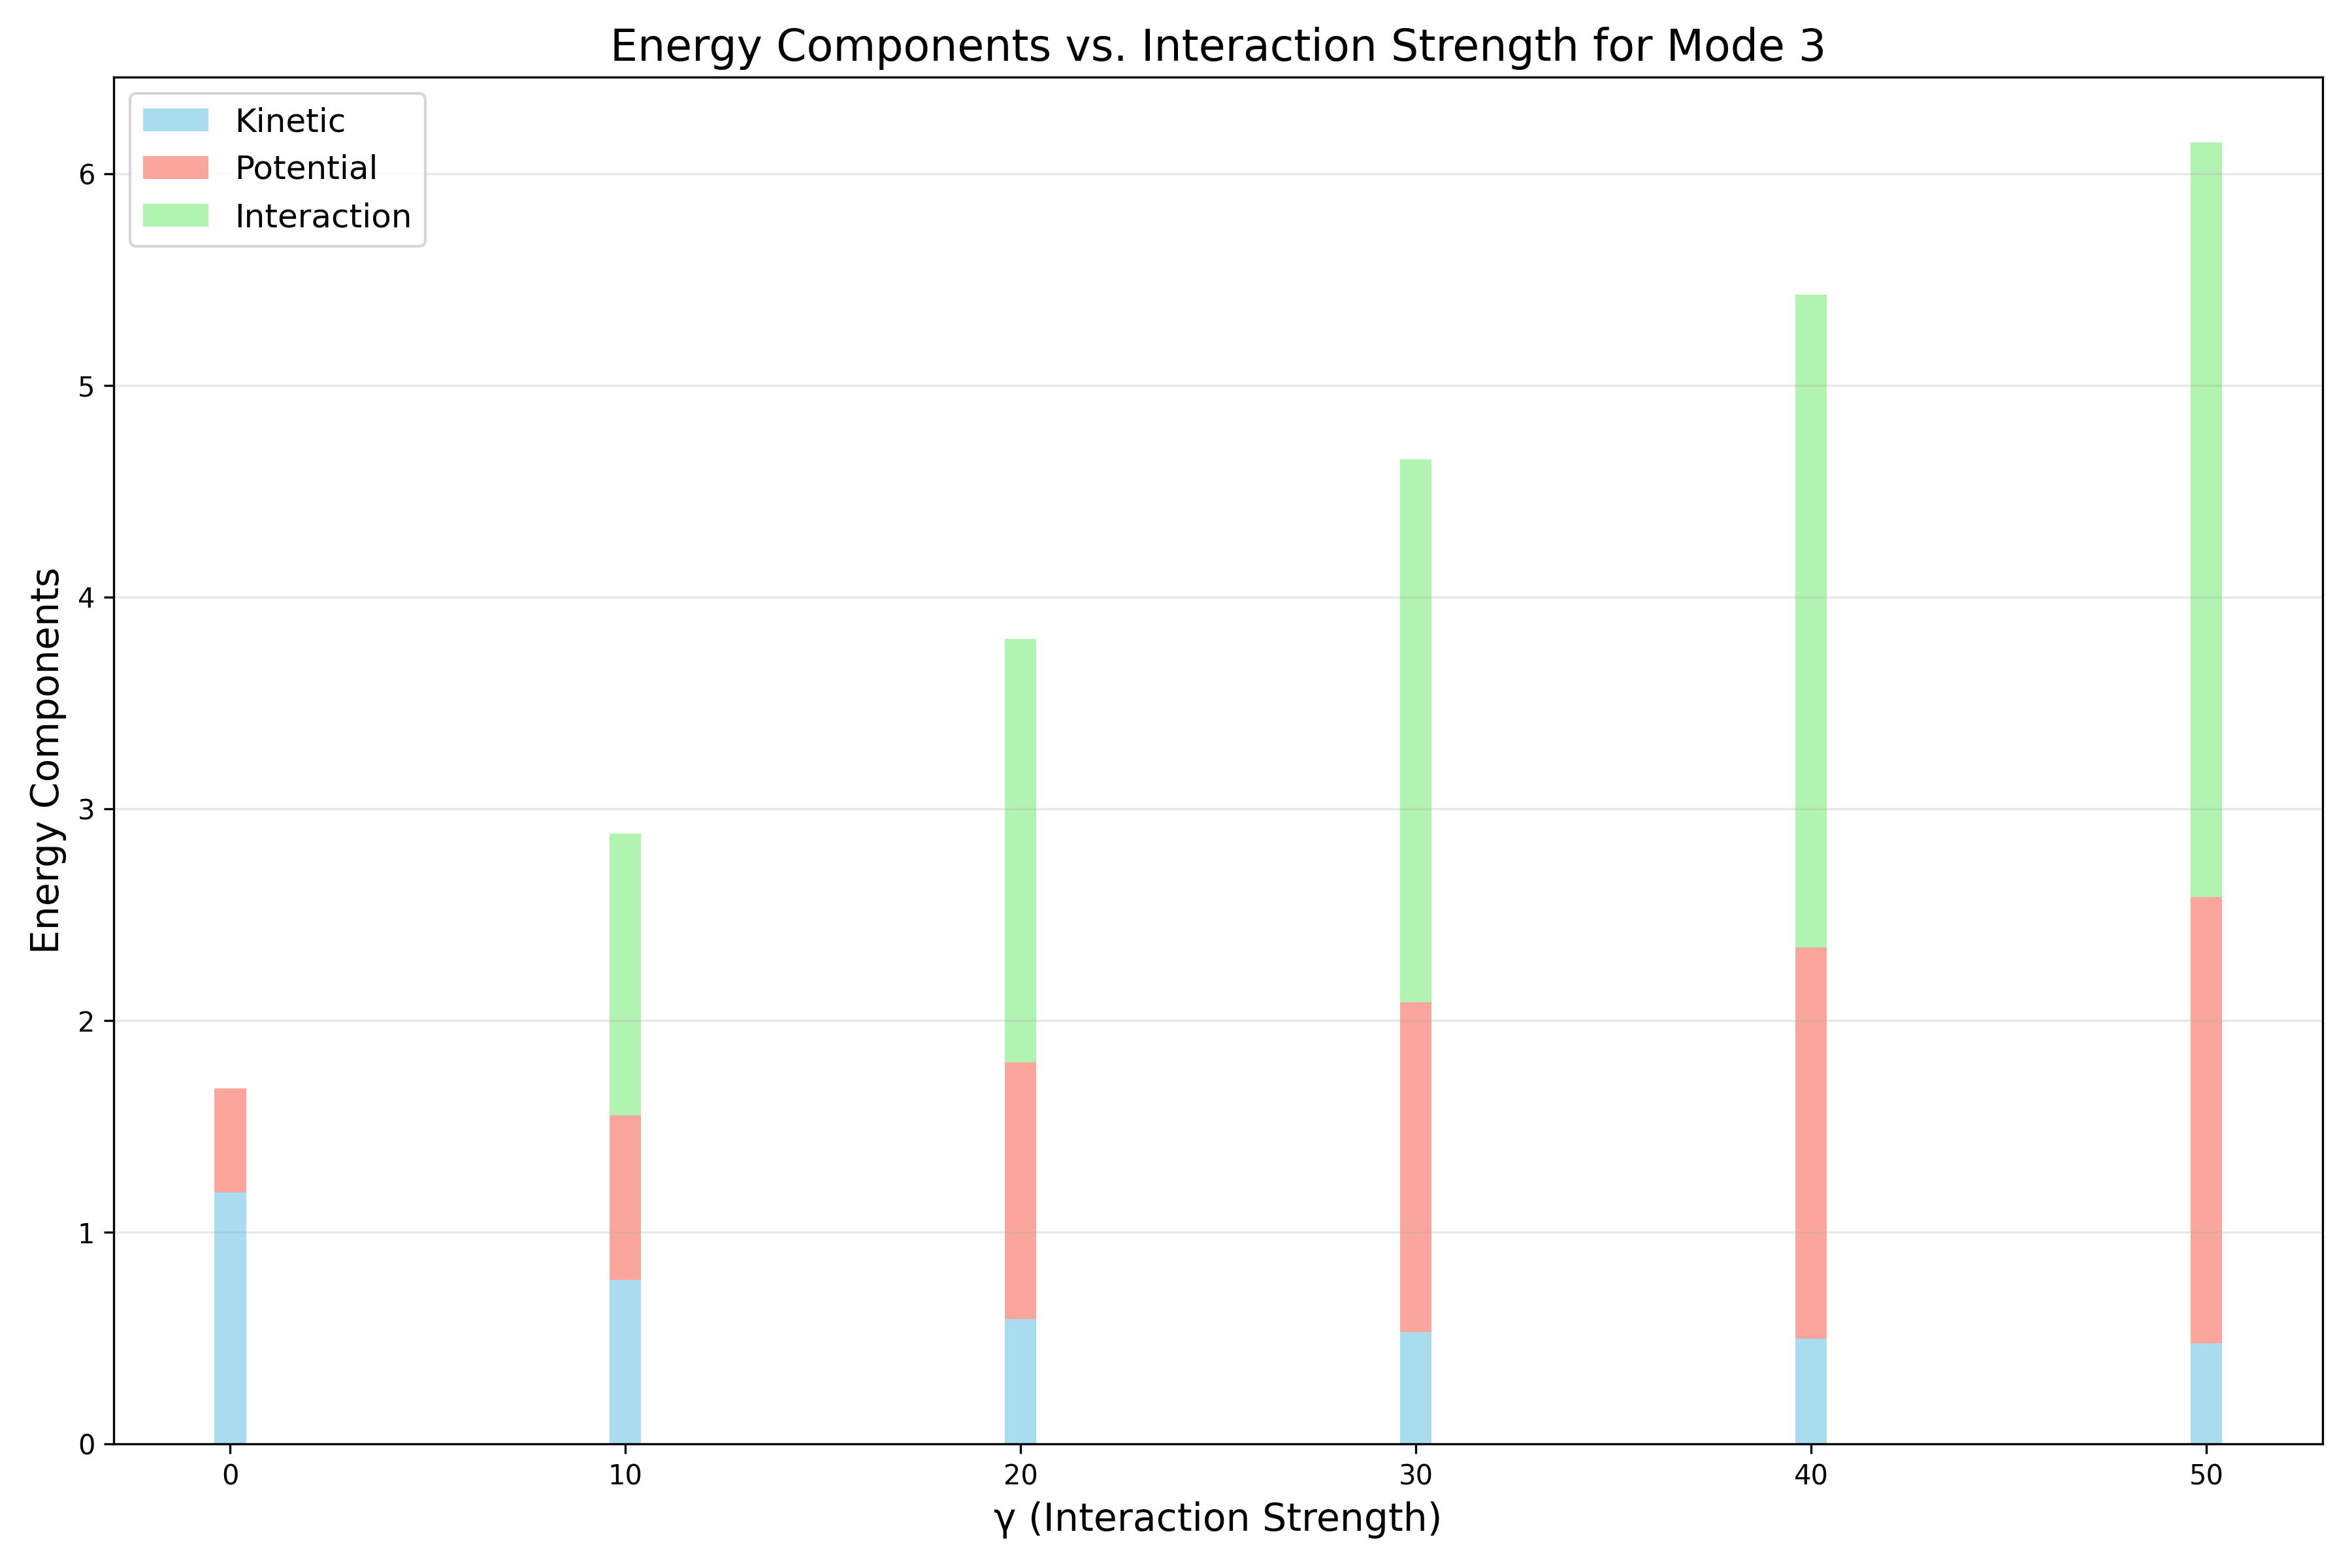 Energy Components vs. Interaction Strength for Mode 3
Kinetic
Potential
Interaction
Energy Components
6
5
4
3
2
1
0
0 10 20 30 40 50
γ (Interaction Strength)